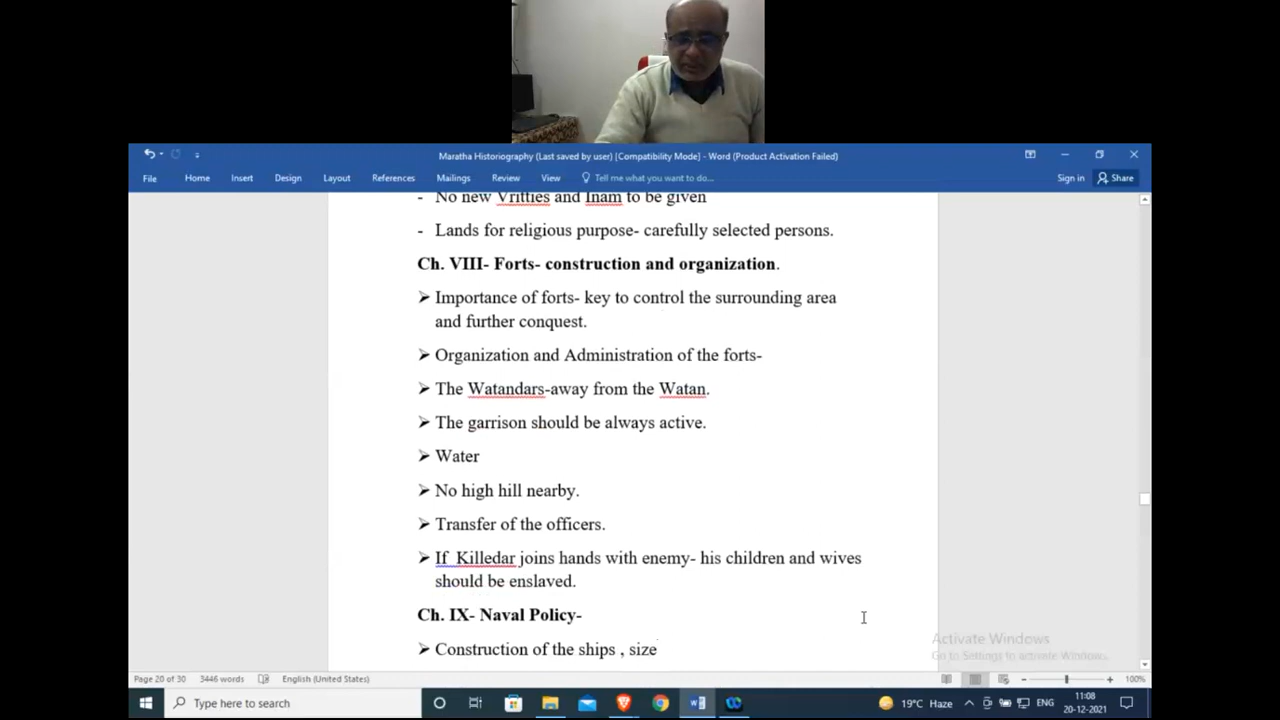 Maratha Historiography (Last saved by user) [Compatibility Mode] - Word (Product Activation Failed)
File Home Insert Design Layout References Mailings Review View Tell me what you want to do... Sign in Share
- No new Vritties and Inam to be given
- Lands for religious purpose- carefully selected persons.
Ch. VIII- Forts- construction and organization.
➢ Importance of forts- key to control the surrounding area
and further conquest.
➢ Organization and Administration of the forts-
➢ The Watandars-away from the Watan.
➢ The garrison should be always active.
➢ Water
➢ No high hill nearby.
➢ Transfer of the officers.
➢ If Killedar joins hands with enemy- his children and wives
should be enslaved.
Ch. IX- Naval Policy-
➢ Construction of the ships , size
Activate Windows
Go to Settings to activate Windows.
Page 20 of 30 3446 words English (United States) 100%
Type here to search 19°C Haze ENG 11:08
20-12-2021